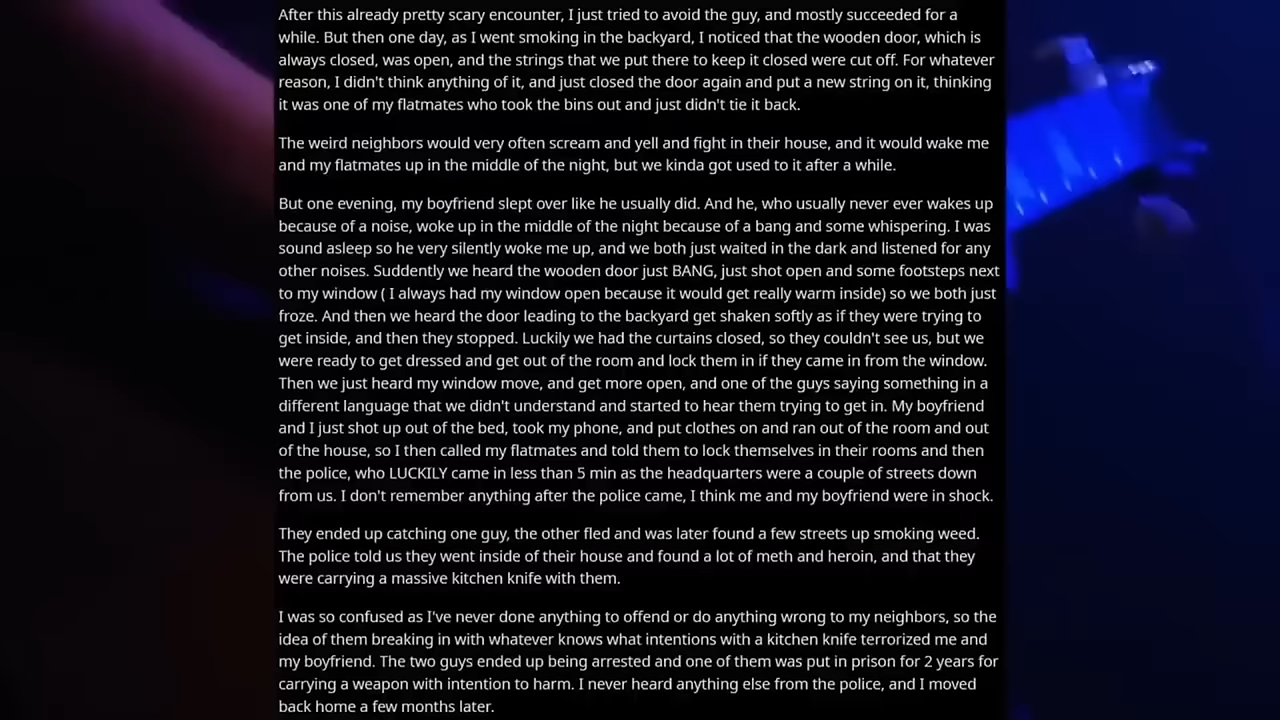 After this already pretty scary encounter, I just tried to avoid the guy, and mostly succeeded for a
while. But then one day, as I went smoking in the backyard, I noticed that the wooden door, which is
always closed, was open, and the strings that we put there to keep it closed were cut off. For whatever
reason, I didn't think anything of it, and just closed the door again and put a new string on it, thinking
it was one of my flatmates who took the bins out and just didn't tie it back.
The weird neighbors would very often scream and yell and fight in their house, and it would wake me
and my flatmates up in the middle of the night, but we kinda got used to it after a while.
But one evening, my boyfriend slept over like he usually did. And he, who usually never ever wakes up
because of a noise, woke up in the middle of the night because of a bang and some whispering. I was
sound asleep so he very silently woke me up, and we both just waited in the dark and listened for any
other noises. Suddently we heard the wooden door just BANG, just shot open and some footsteps next
to my window ( I always had my window open because it would get really warm inside) so we both just
froze. And then we heard the door leading to the backyard get shaken softly as if they were trying to
get inside, and then they stopped. Luckily we had the curtains closed, so they couldn't see us, but we
were ready to get dressed and get out of the room and lock them in if they came in from the window.
Then we just heard my window move, and get more open, and one of the guys saying something in a
different language that we didn't understand and started to hear them trying to get in. My boyfriend
and I just shot up out of the bed, took my phone, and put clothes on and ran out of the room and out
of the house, so I then called my flatmates and told them to lock themselves in their rooms and then
the police, who LUCKILY came in less than 5 min as the headquarters were a couple of streets down
from us. I don't remember anything after the police came, I think me and my boyfriend were in shock.
They ended up catching one guy, the other fled and was later found a few streets up smoking weed.
The police told us they went inside of their house and found a lot of meth and heroin, and that they
were carrying a massive kitchen knife with them.
I was so confused as I've never done anything to offend or do anything wrong to my neighbors, so the
idea of them breaking in with whatever knows what intentions with a kitchen knife terrorized me and
my boyfriend. The two guys ended up being arrested and one of them was put in prison for 2 years for
carrying a weapon with intention to harm. I never heard anything else from the police, and I moved
back home a few months later.